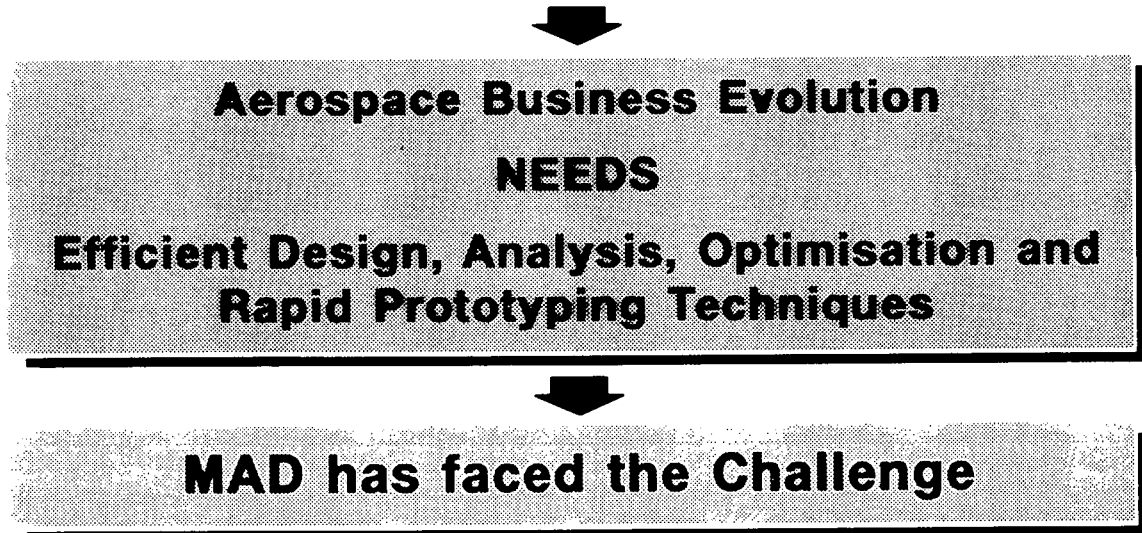 Aerospace Business Evolution
NEEDS
Efficient Design, Analysis, Optimisation and
Rapid Prototyping Techniques
MAD has faced the Challenge